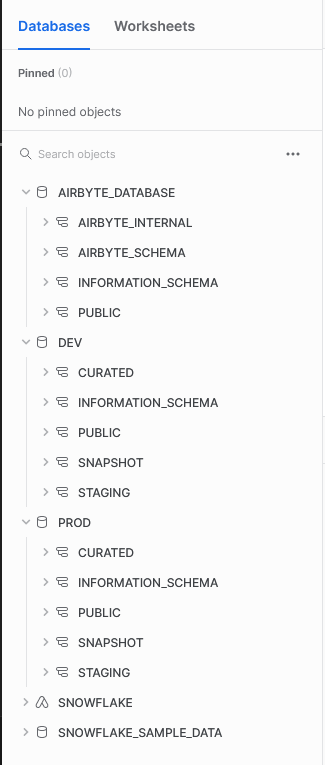 Databases Worksheets
Pinned (0)
No pinned objects
Search objects
AIRBYTE_DATABASE
AIRBYTE_INTERNAL
AIRBYTE_SCHEMA
INFORMATION_SCHEMA
PUBLIC
DEV
CURATED
INFORMATION_SCHEMA
PUBLIC
SNAPSHOT
STAGING
PROD
CURATED
INFORMATION_SCHEMA
PUBLIC
SNAPSHOT
STAGING
SNOWFLAKE
SNOWFLAKE_SAMPLE_DATA